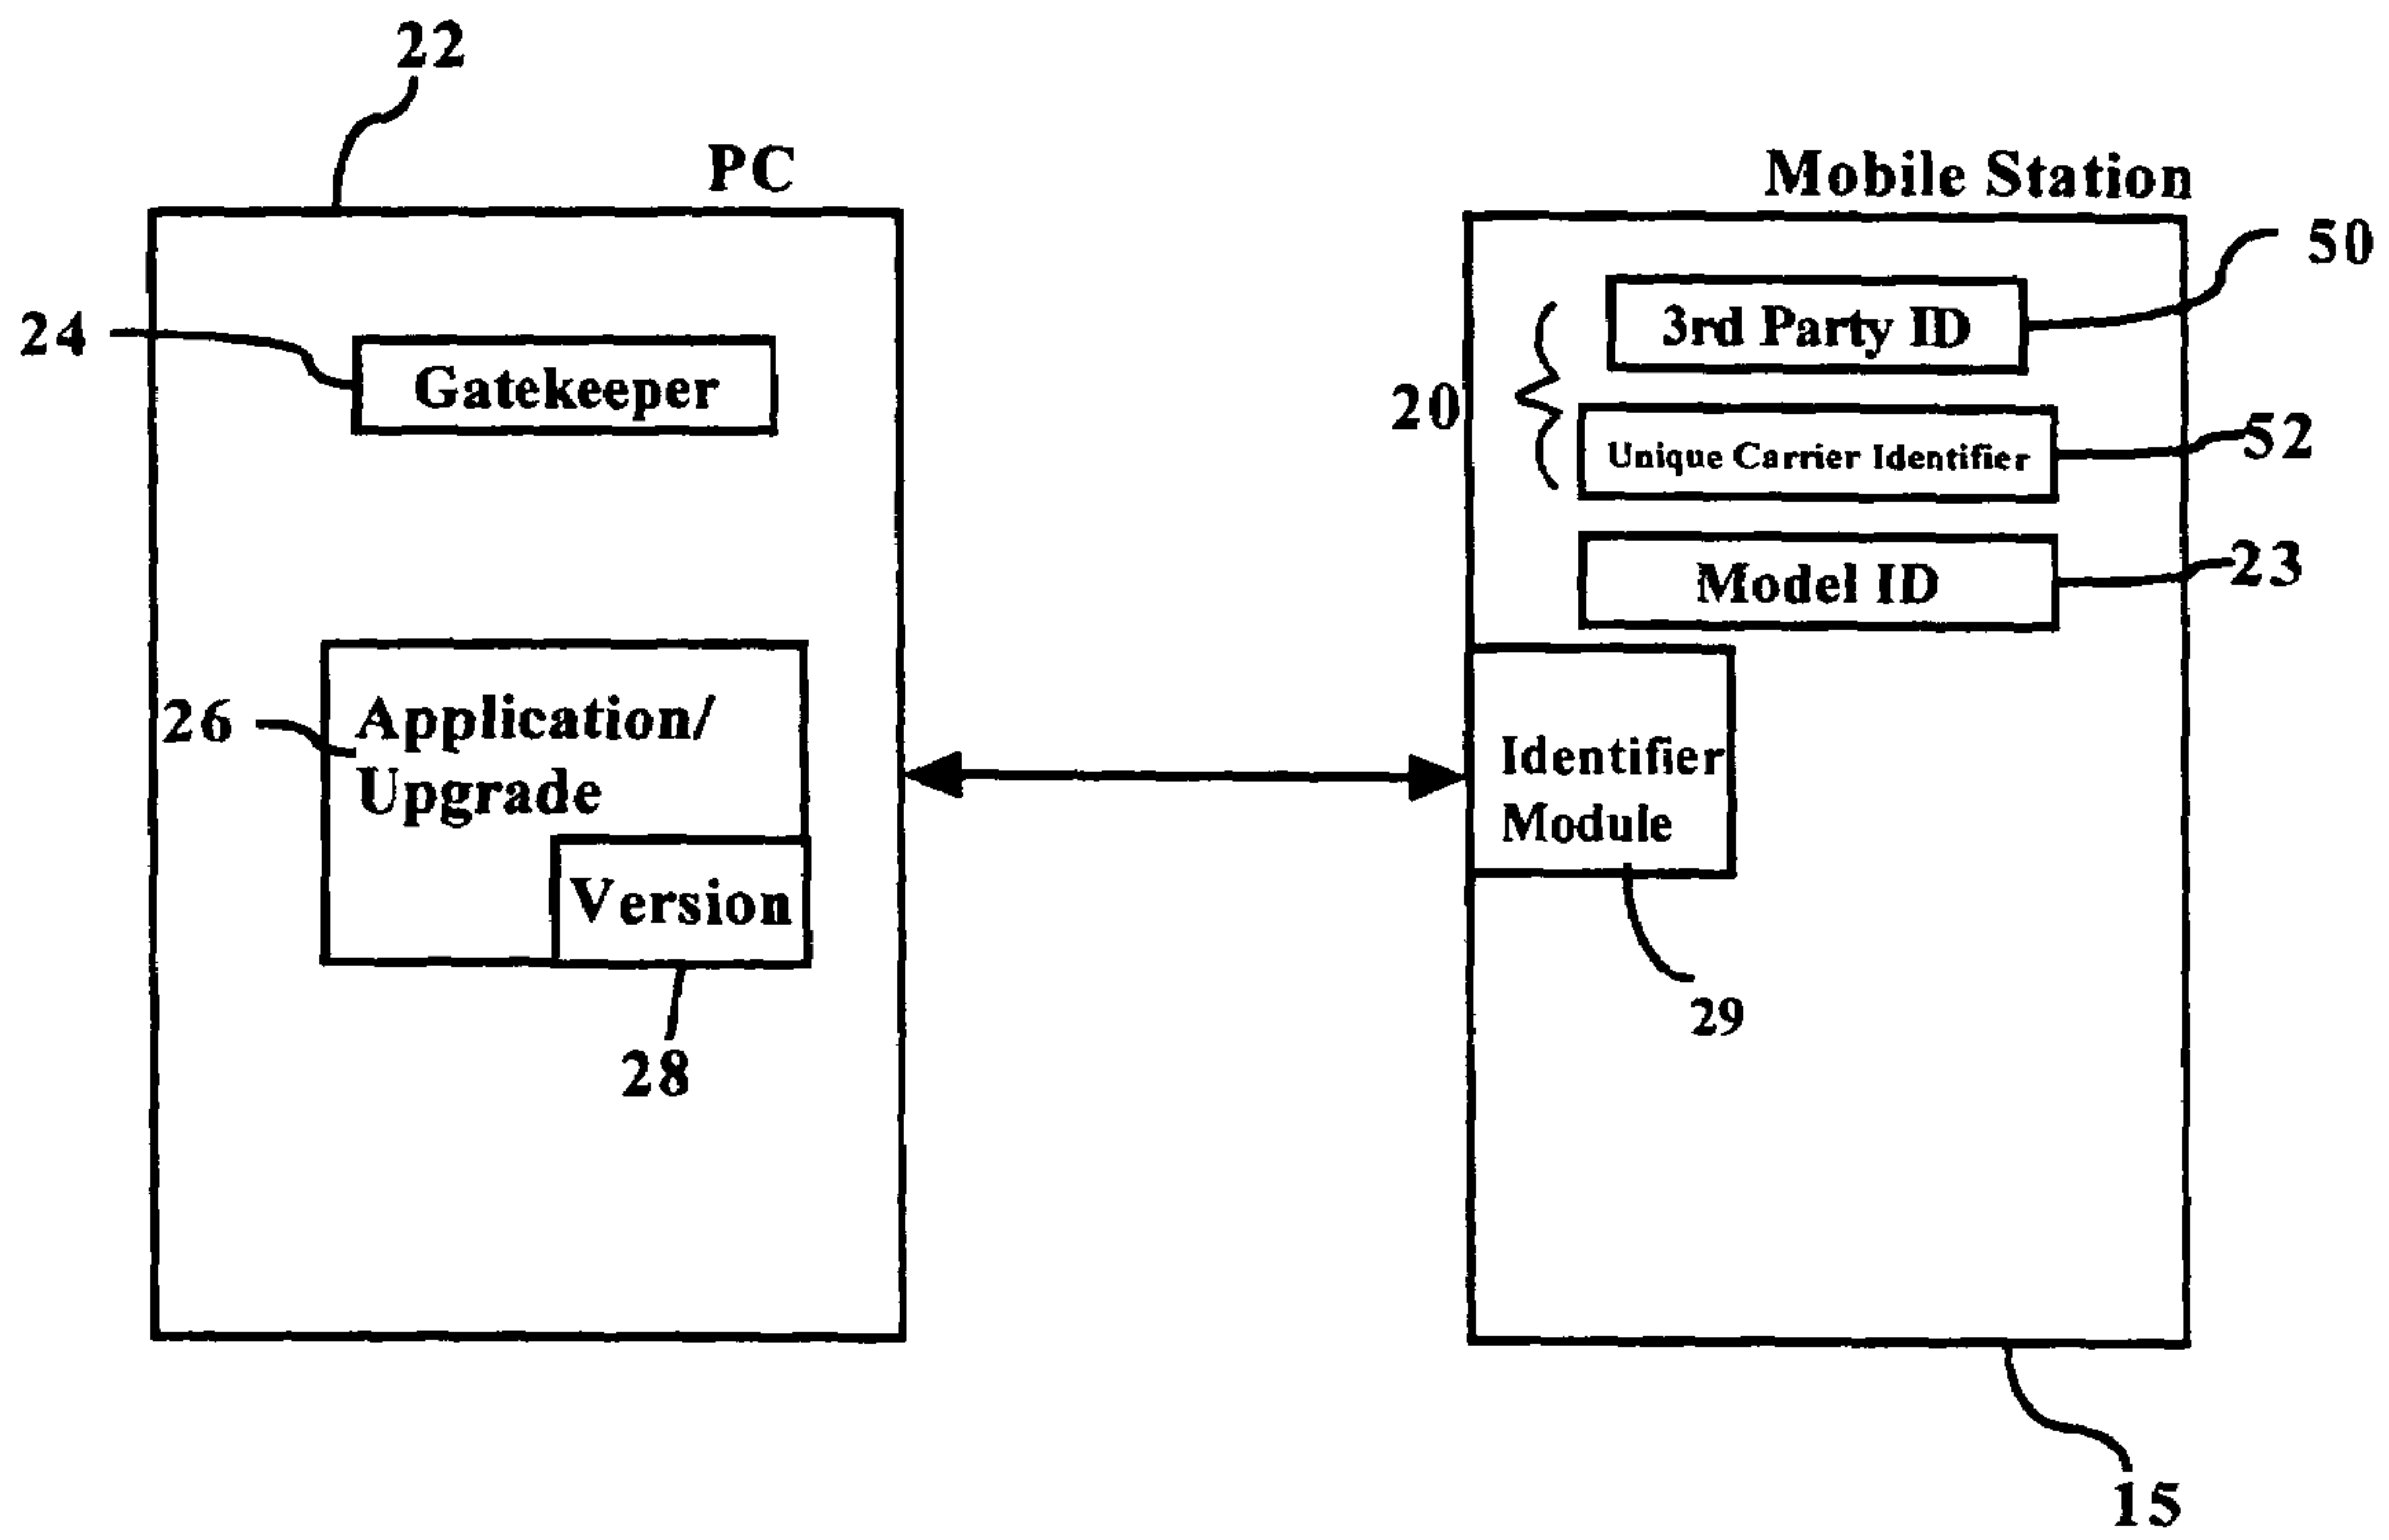 22
PC
24
Gatekeeper
26
Application/
Upgrade
Version
28
Mobile Station
50
3rd Party ID
20
52
Unique Carrier Identifier
23
Model ID
Identifier
Module
29
15